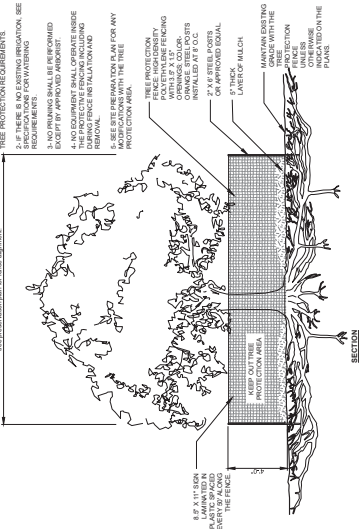 TREE PROTECTION REQUIREMENTS.
2- IF THERE IS NO EXISTING IRRIGATION, SEE
SPECIFICATIONS FOR WATERING
REQUIREMENTS.
3- NO PRUNING SHALL BE PERFORMED
EXCEPT BY APPROVED ARBORIST.
4- NO EQUIPMENT SHALL OPERATE INSIDE
THE PROTECTIVE FENCING INCLUDING
DURING FENCE INSTALLATION AND
REMOVAL.
5- SEE SITE PREPARATION PLAN FOR ANY
MODIFICATIONS WITH THE TREE
PROTECTION AREA.
TREE PROTECTION
FENCE: HIGH DENSITY
POLYETHYLENE FENCING
WITH 3.5" X 1.5"
OPENINGS; COLOR-
ORANGE. STEEL POSTS
INSTALLED AT 8' O.C.
2" X 6' STEEL POSTS
OR APPROVED EQUAL.
5" THICK
LAYER OF MULCH.
MAINTAIN EXISTING
GRADE WITH THE
TREE
PROTECTION
FENCE
UNLESS
OTHERWISE
INDICATED ON THE
PLANS.
KEEP OUT TREE
PROTECTION AREA
8.5" X 11" SIGN
LAMINATED IN
PLASTIC SPACED
EVERY 50' ALONG
THE FENCE.
4'-0"
SECTION